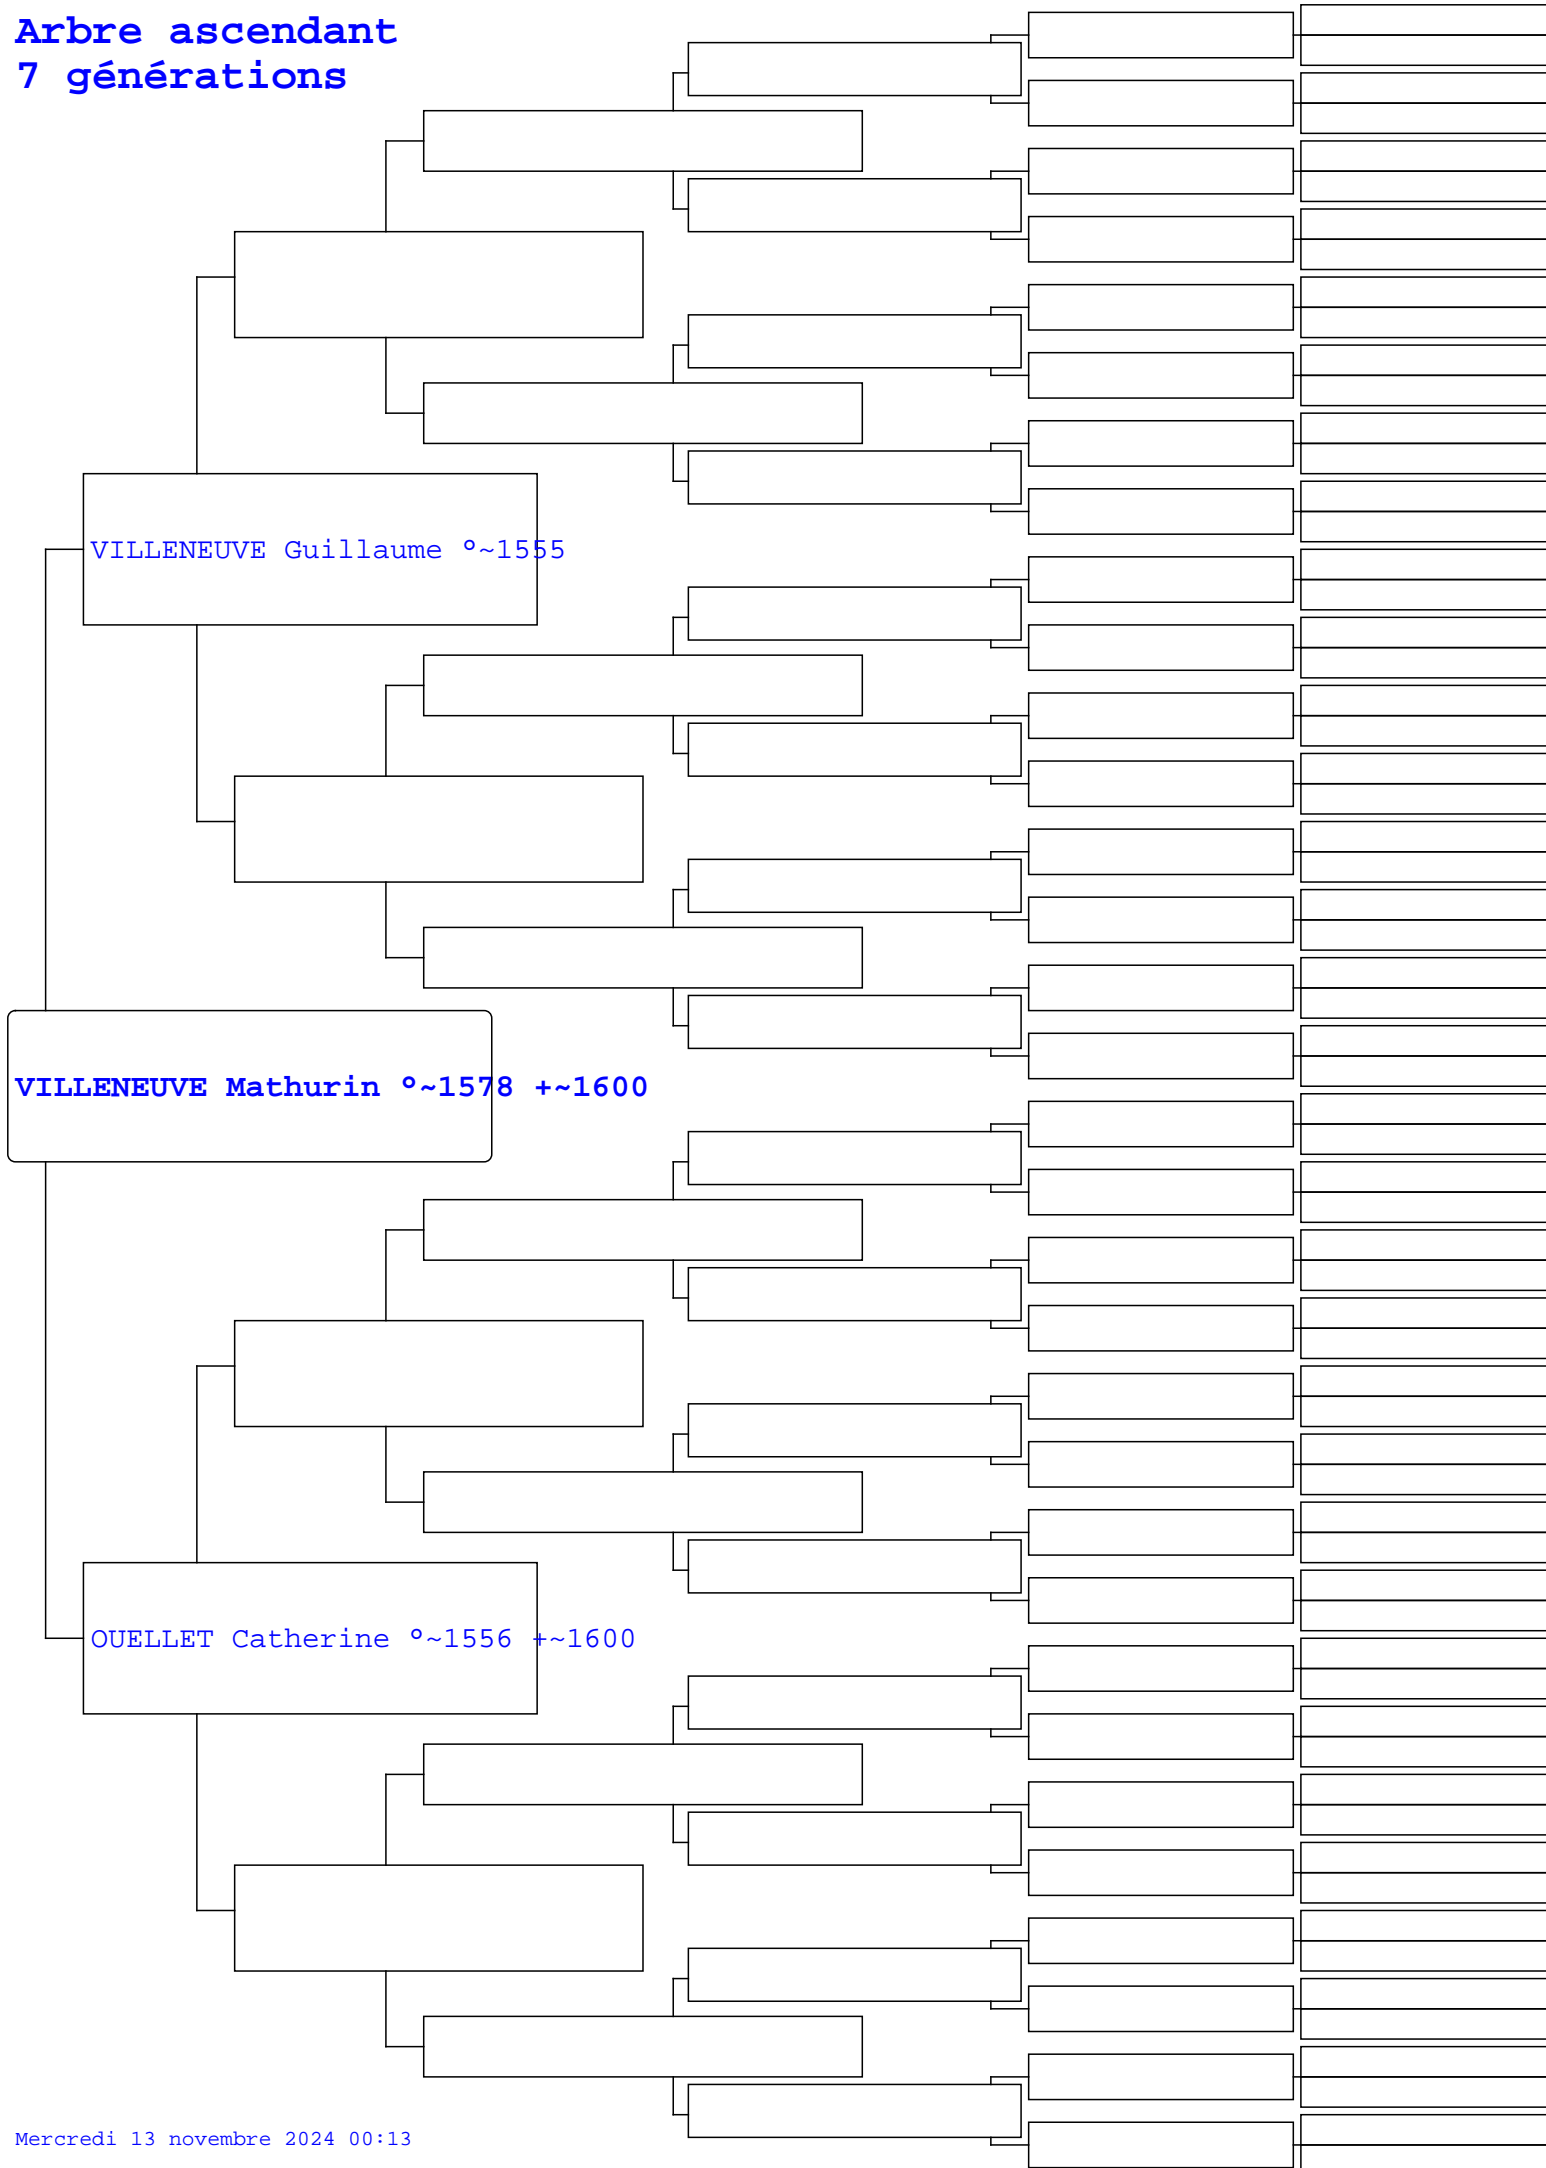 Arbre ascendant
7 générations
VILLENEUVE Guillaume °~1555
VILLENEUVE Mathurin °~1578 +~1600
OUELLET Catherine °~1556 +~1600
Mercredi 13 novembre 2024 00:13